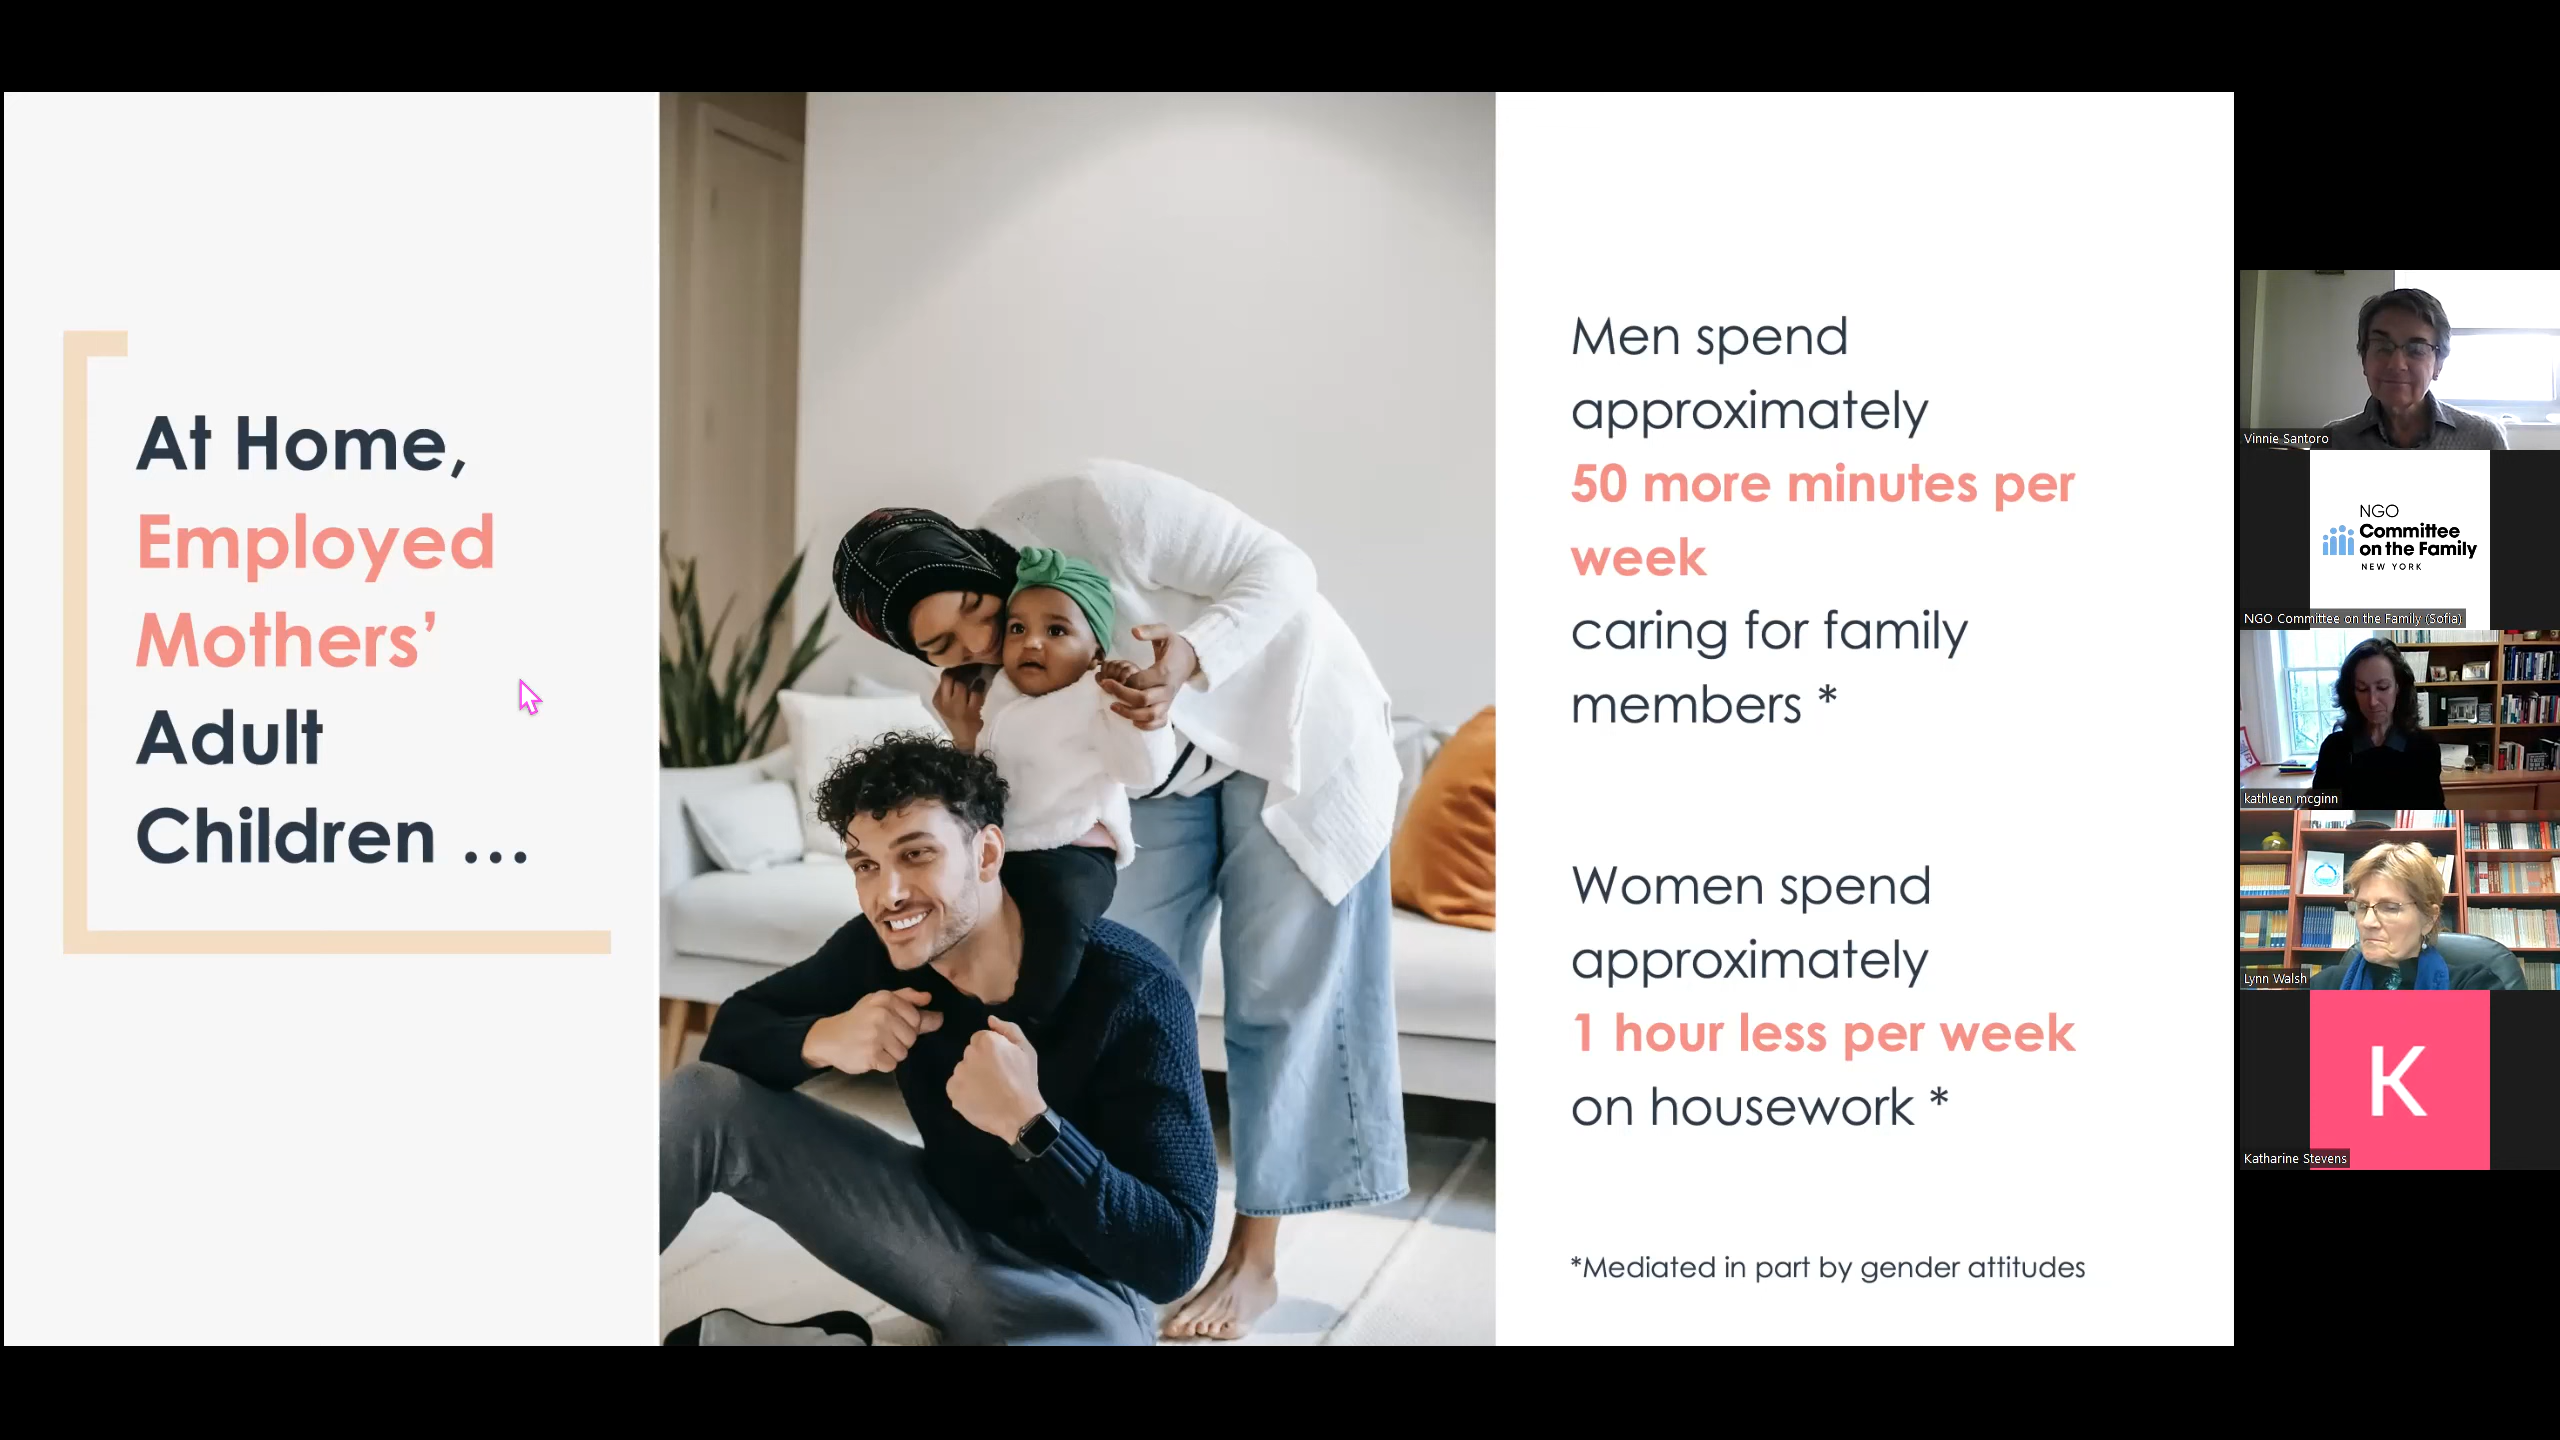 At Home,
Employed
Mothers’
Adult
Children …
Men spend
approximately
50 more minutes per
week
caring for family
members *
Women spend
approximately
1 hour less per week
on housework *
*Mediated in part by gender attitudes
Vinnie Santoro
NGO
Committee
on the Family
NEW YORK
NGO Committee on the Family (Sofia)
kathleen mcginn
Lynn Walsh
K
Katharine Stevens